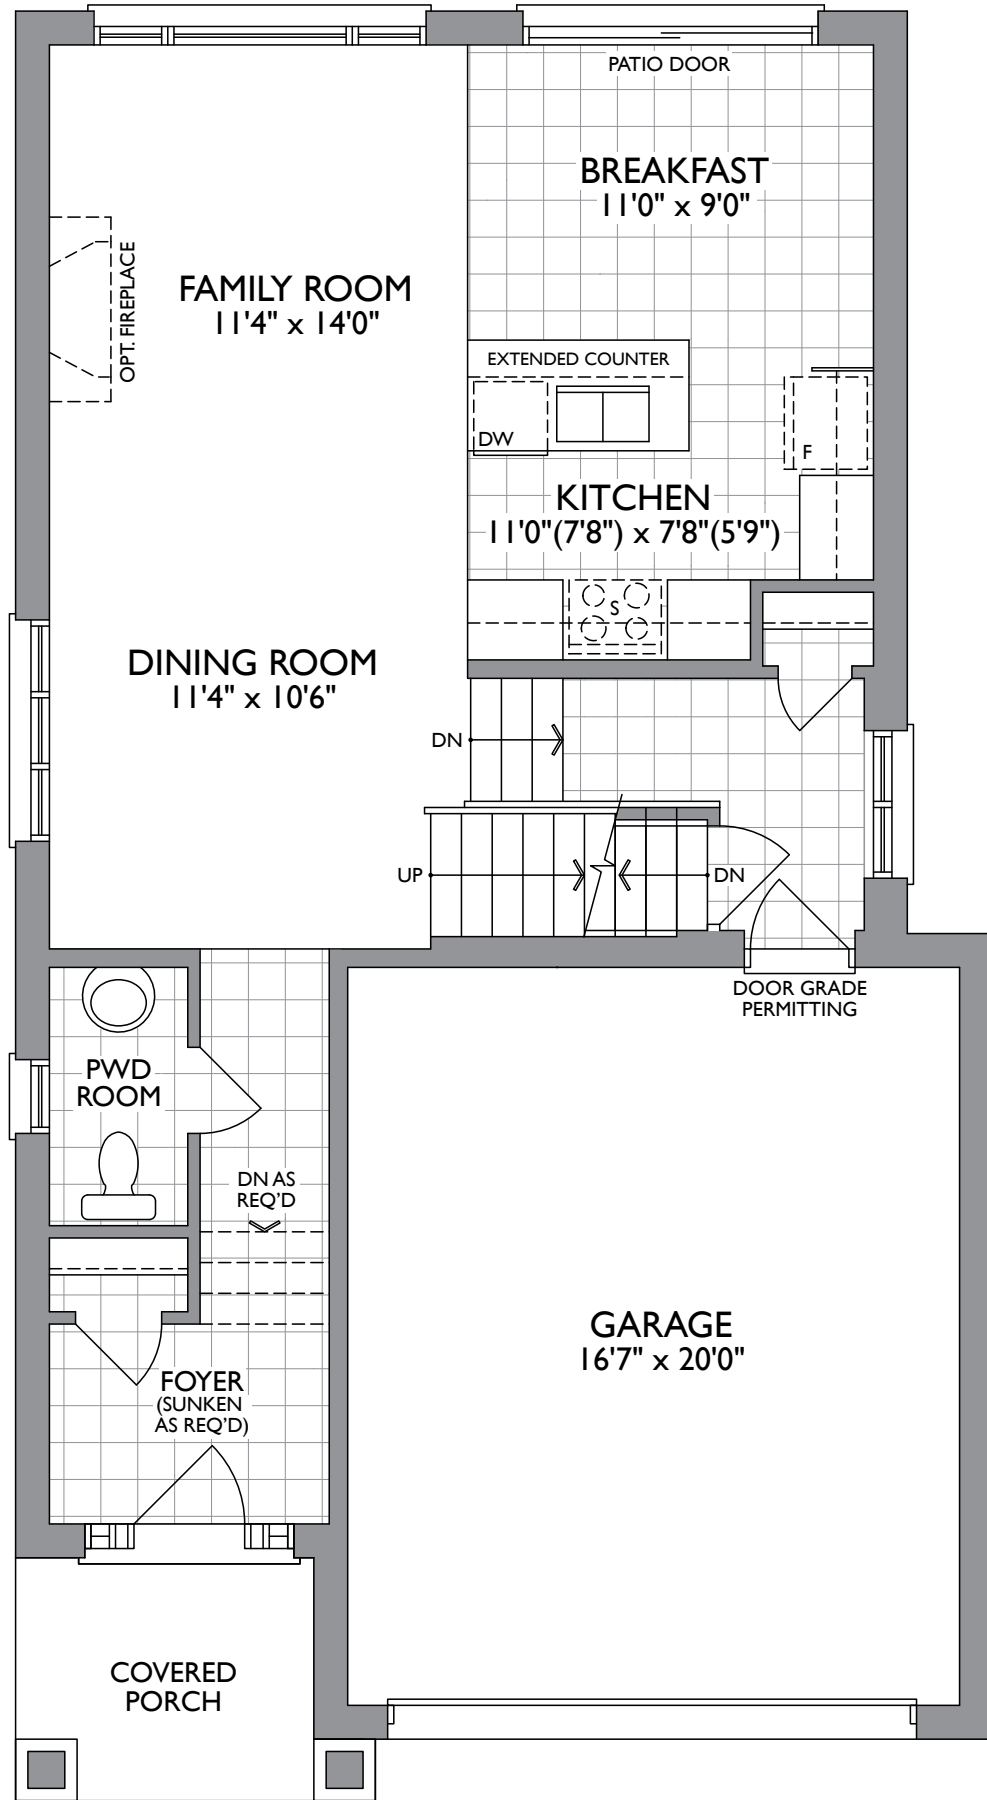 PATIO DOOR
BREAKFAST
11'0" x 9'0"
FAMILY ROOM
11'4" x 14'0"
OPT. FIREPLACE
EXTENDED COUNTER
DW
F
KITCHEN
11'0"(7'8") x 7'8"(5'9")
S
DINING ROOM
11'4" x 10'6"
DN
UP
DN
DOOR GRADE
PERMITTING
PWD
ROOM
DN AS
REQ'D
GARAGE
16'7" x 20'0"
FOYER
(SUNKEN
AS REQ'D)
COVERED
PORCH